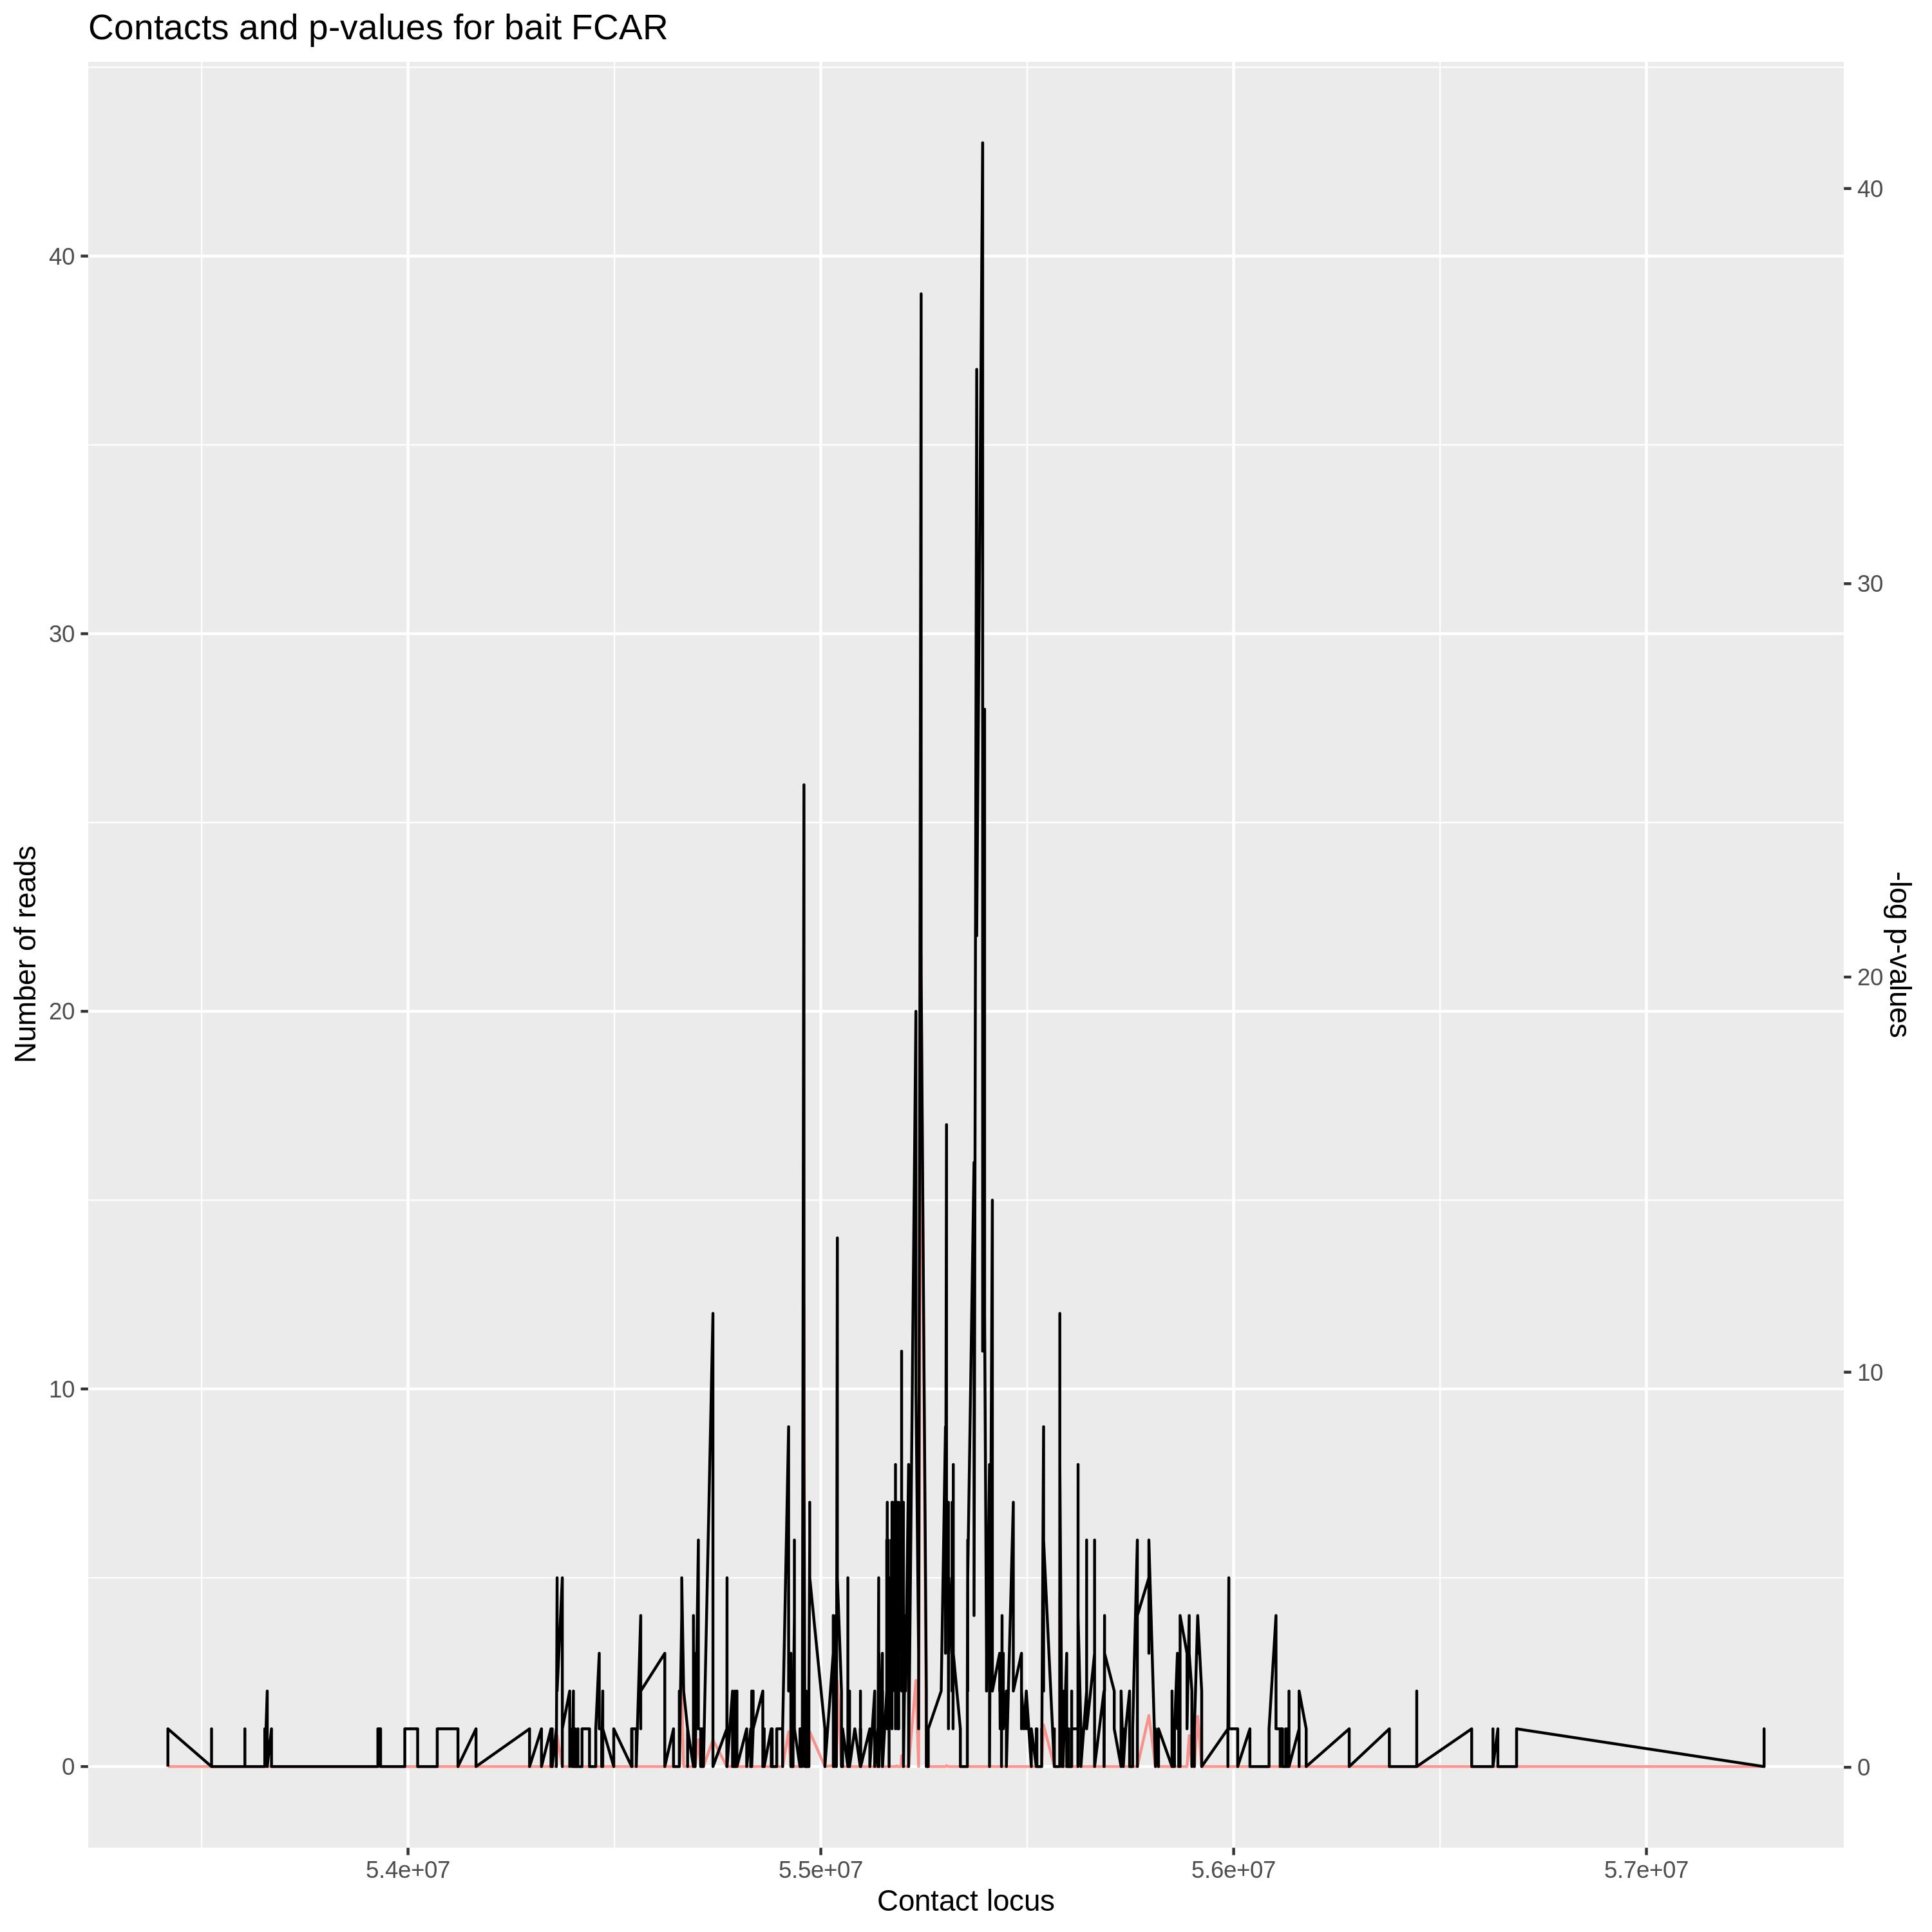 Contacts and p-values for bait FCAR
40
30
20
10
0
40
30
20
10
0
Number of reads
-log p-values
5.4e+07 5.5e+07 5.6e+07 5.7e+07
Contact locus